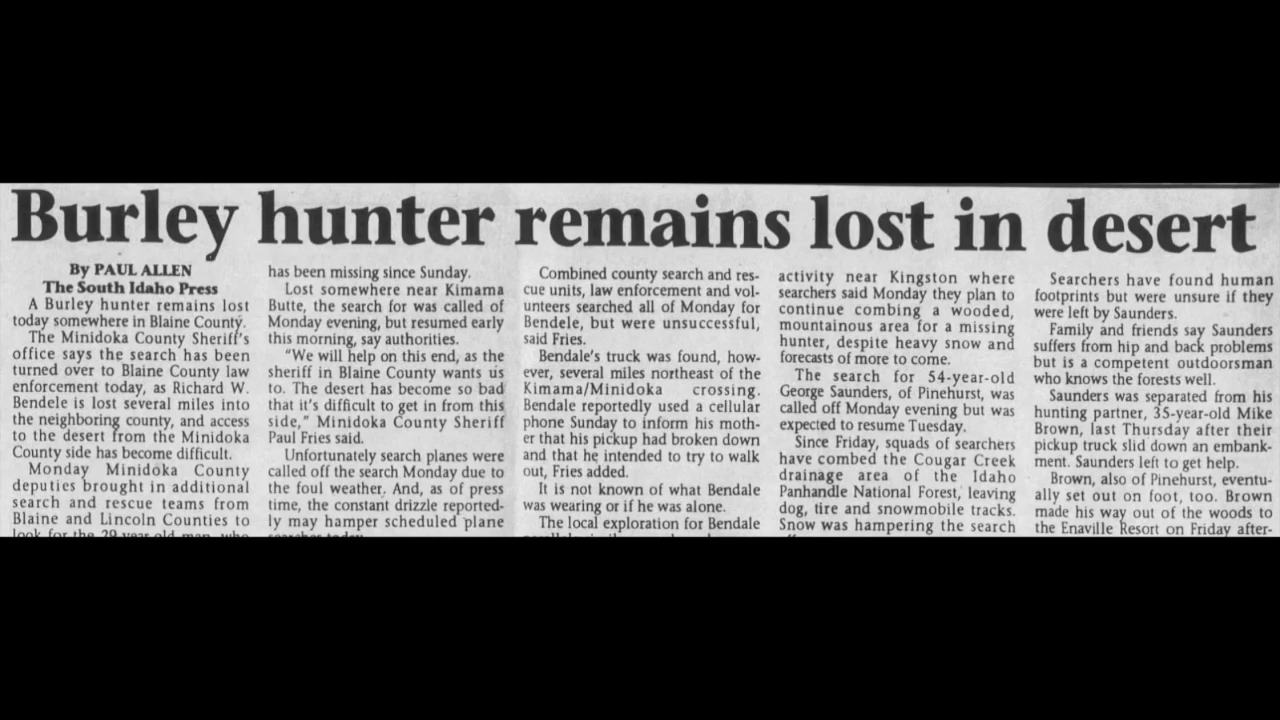 Burley hunter remains lost in desert
By PAUL ALLEN
The South Idaho Press
A Burley hunter remains lost
today somewhere in Blaine County.
The Minidoka County Sheriff's
office says the search has been
turned over to Blaine County law
enforcement today, as Richard W.
Bendele is lost several miles into
the neighboring county, and access
to the desert from the Minidoka
County side has become difficult.
Monday Minidoka County
deputies brought in additional
search and rescue teams from
Blaine and Lincoln Counties to
look for the 29-year-old man, who
has been missing since Sunday.
Lost somewhere near Kimama
Butte, the search for was called of
Monday evening, but resumed early
this morning, say authorities.
"We will help on this end, as the
sheriff in Blaine County wants us
to. The desert has become so bad
that it's difficult to get in from this
side," Minidoka County Sheriff
Paul Fries said.
Unfortunately search planes were
called off the search Monday due to
the foul weather. And, as of press
time, the constant drizzle reported-
ly may hamper scheduled plane
searches today.
Combined county search and res-
cue units, law enforcement and vol-
unteers searched all of Monday for
Bendele, but were unsuccessful,
said Fries.
Bendale's truck was found, how-
ever, several miles northeast of the
Kimama/Minidoka crossing.
Bendale reportedly used a cellular
phone Sunday to inform his moth-
er that his pickup had broken down
and that he intended to try to walk
out, Fries added.
It is not known of what Bendale
was wearing or if he was alone.
The local exploration for Bendale
activity near Kingston where
searchers said Monday they plan to
continue combing a wooded,
mountainous area for a missing
hunter, despite heavy snow and
forecasts of more to come.
The search for 54-year-old
George Saunders, of Pinehurst, was
called off Monday evening but was
expected to resume Tuesday.
Since Friday, squads of searchers
have combed the Cougar Creek
drainage area of the Idaho
Panhandle National Forest, leaving
dog, tire and snowmobile tracks.
Snow was hampering the search
Searchers have found human
footprints but were unsure if they
were left by Saunders.
Family and friends say Saunders
suffers from hip and back problems
but is a competent outdoorsman
who knows the forests well.
Saunders was separated from his
hunting partner, 35-year-old Mike
Brown, last Thursday after their
pickup truck slid down an embank-
ment. Saunders left to get help.
Brown, also of Pinehurst, eventu-
ally set out on foot, too. Brown
made his way out of the woods to
the Enaville Resort on Friday after-